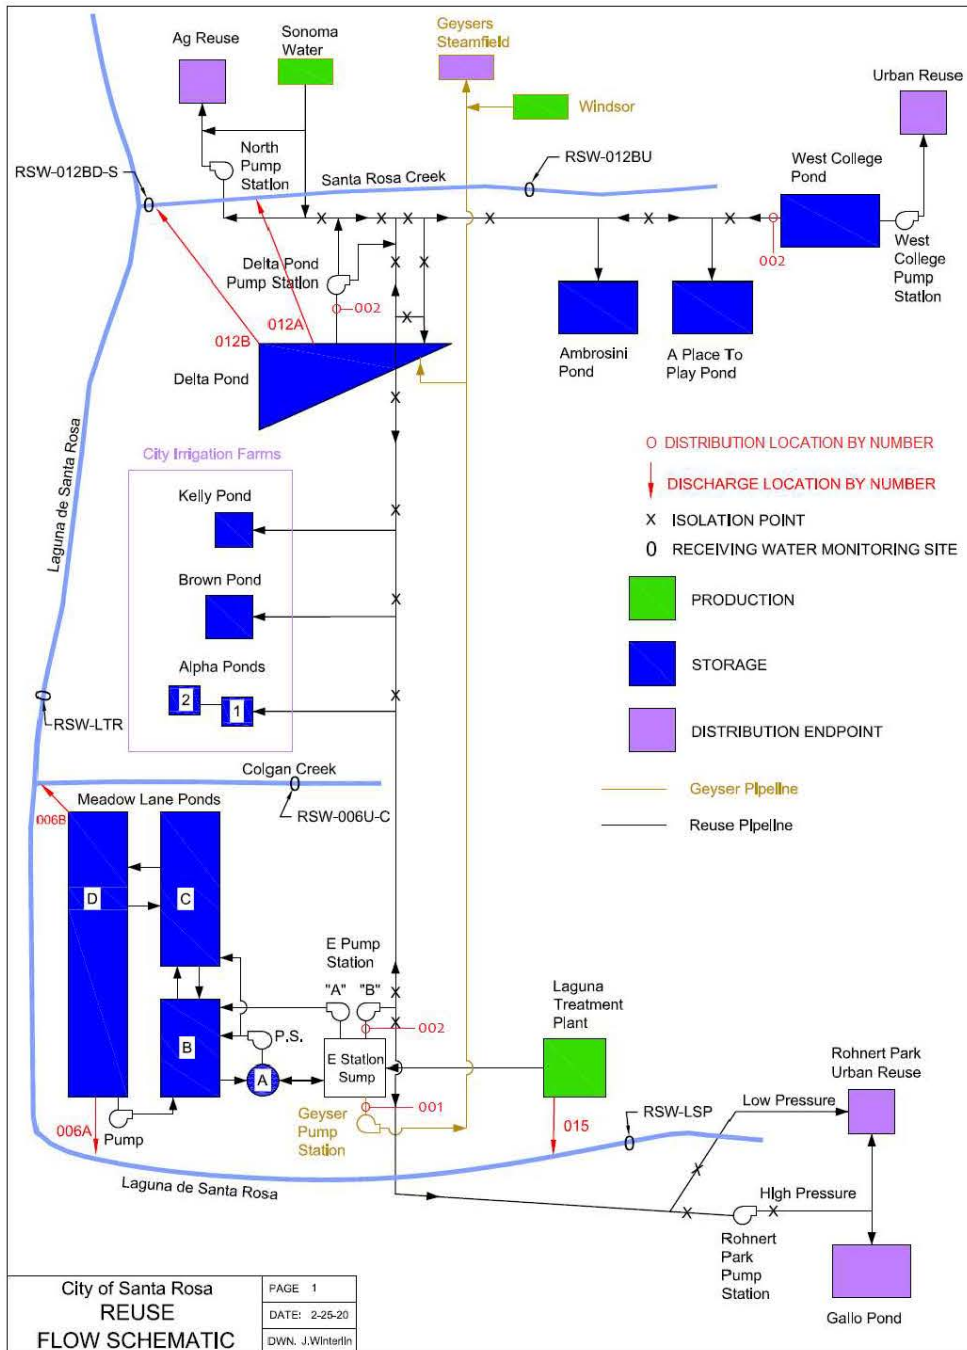 Ag Reuse
Sonoma
Water
Geysers
Steamfield
Urban Reuse
Windsor
RSW-012BD-S
North
Pump
Station
Santa Rosa Creek
RSW-012BU
West College
Pond
Delta Pond
Pump Station
002
002
West
College
Pump
Station
012B
012A
Delta Pond
Ambrosini
Pond
A Place To
Play Pond
Laguna de Santa Rosa
City Irrigation Farms
Kelly Pond
Brown Pond
Alpha Ponds
2
1
RSW-LTR
O DISTRIBUTION LOCATION BY NUMBER
DISCHARGE LOCATION BY NUMBER
X ISOLATION POINT
0 RECEIVING WATER MONITORING SITE
PRODUCTION
STORAGE
DISTRIBUTION ENDPOINT
Geyser Pipeline
Reuse Pipeline
Colgan Creek
RSW-006U-C
Meadow Lane Ponds
006B
D
C
B
A
P.S.
E Pump
Station
"A" "B"
002
E Station
Sump
001
Geyser
Pump
Station
Pump
006A
Laguna
Treatment
Plant
015
RSW-LSP
Rohnert Park
Urban Reuse
Low Pressure
High Pressure
Laguna de Santa Rosa
Rohnert
Park
Pump
Station
Gallo Pond
City of Santa Rosa
REUSE
FLOW SCHEMATIC
PAGE 1
DATE: 2-25-20
DWN. J.Winterlin